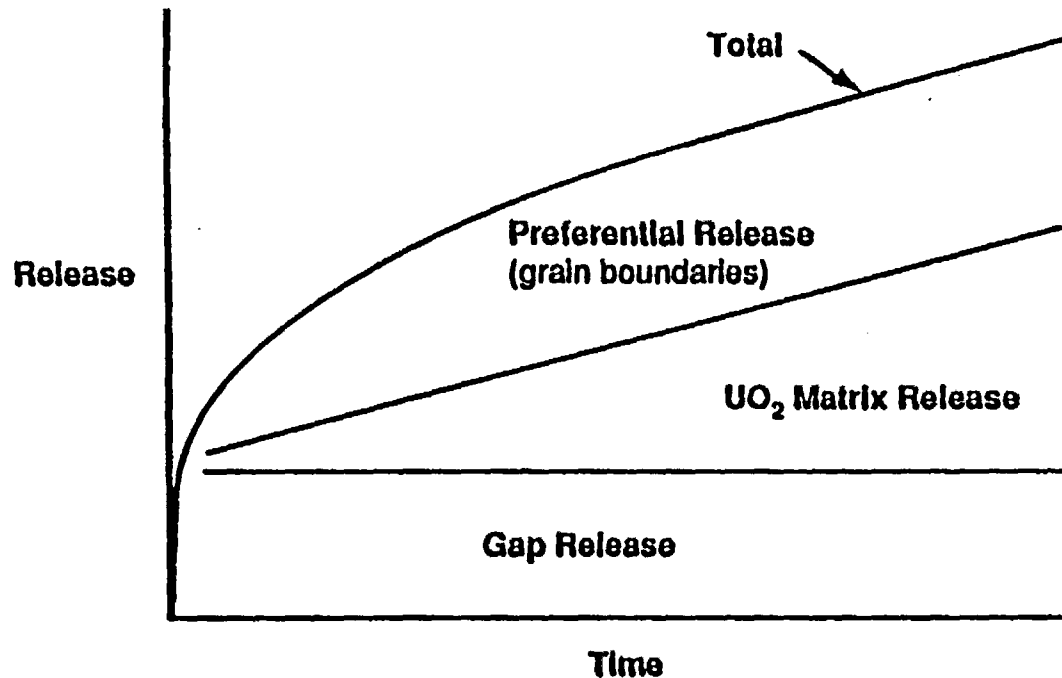 Total
Preferential Release
(grain boundaries)
Release
UO₂ Matrix Release
Gap Release
Time